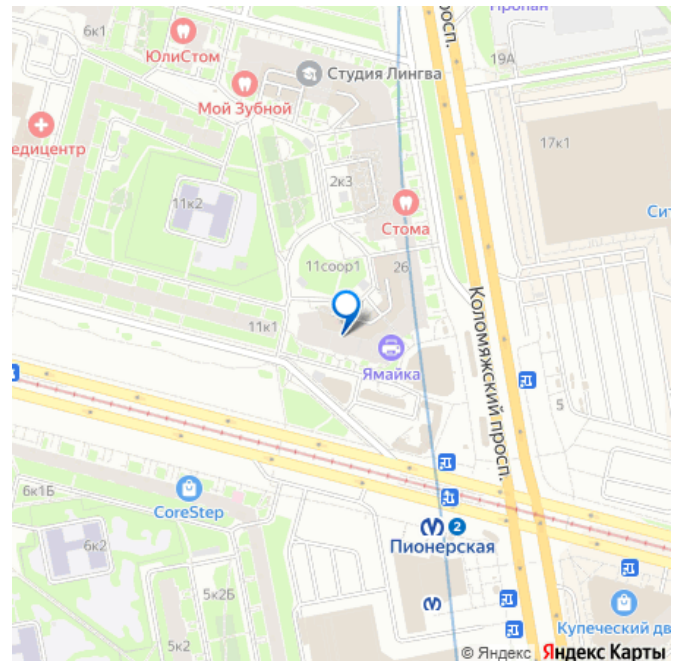 6к1
Пропан
ЮлиСтом
просп.
19А
Студия Лингва
Мой Зубной
17к1
едицентр
2к3
11к2
Стома
Сит
11соор1
26
11к1
Ямайка
Коломяжский просп.
5
6к1Б
CoreStep
2
Пионерская
6к2
5к2Б
5к2
Купеческий дв
© Яндекс Яндекс Карты